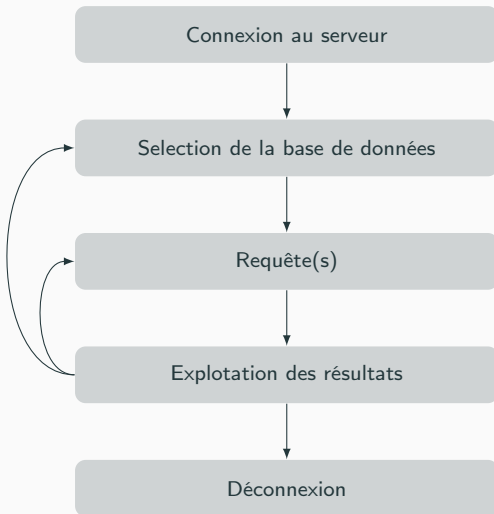 Connexion au serveur
Selection de la base de données
Requête(s)
Explotation des résultats
Déconnexion